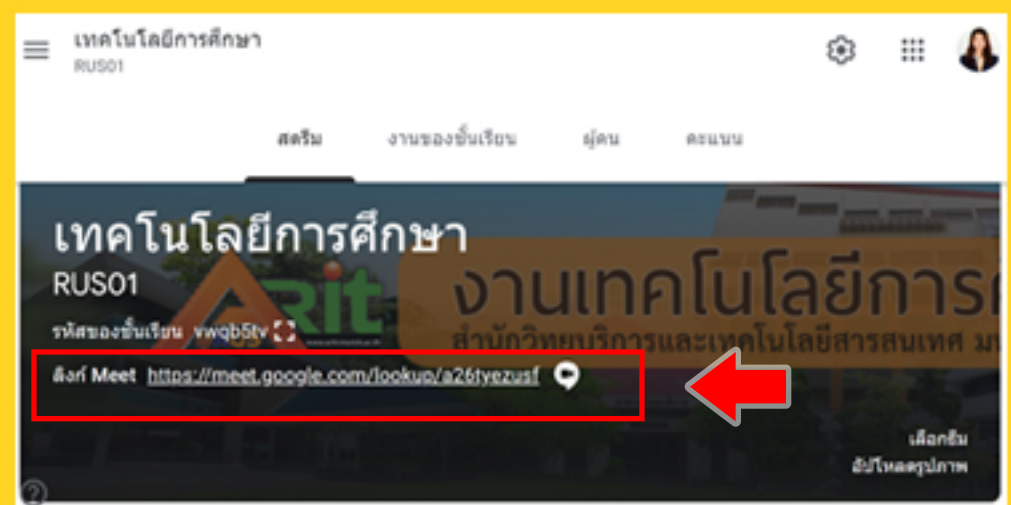 เทคโนโลยีการศึกษา
RUS01
สตรีม งานของชั้นเรียน ผู้คน คะแนน
เทคโนโลยีการศึกษา
RUS01
ARit
งานเทคโนโลยีการ
สำนักวิทยบริการและเทคโนโลยีสารสนเทศ
รหัสของชั้นเรียน vwqb5tv
ลิงก์ Meet https://meet.google.com/lookup/a26tyezusf
เลือกธีม
อัปโหลดรูปภาพ